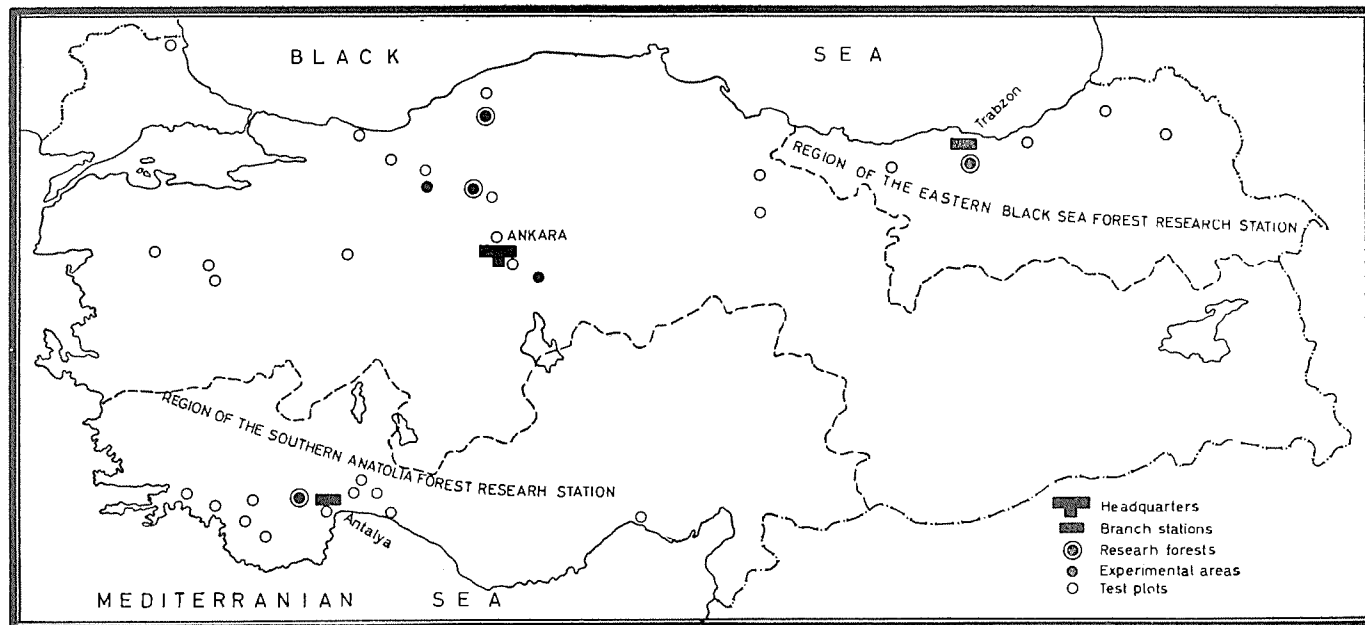 BLACK SEA
Trabzon
REGION OF THE EASTERN BLACK SEA FOREST RESEARCH STATION
ANKARA
REGION OF THE SOUTHERN ANATOLIA FOREST RESEARH STATION
Antalya
MEDITERRANIAN SEA
Headquarters
Branch stations
Researh forests
Experimental areas
Test plots